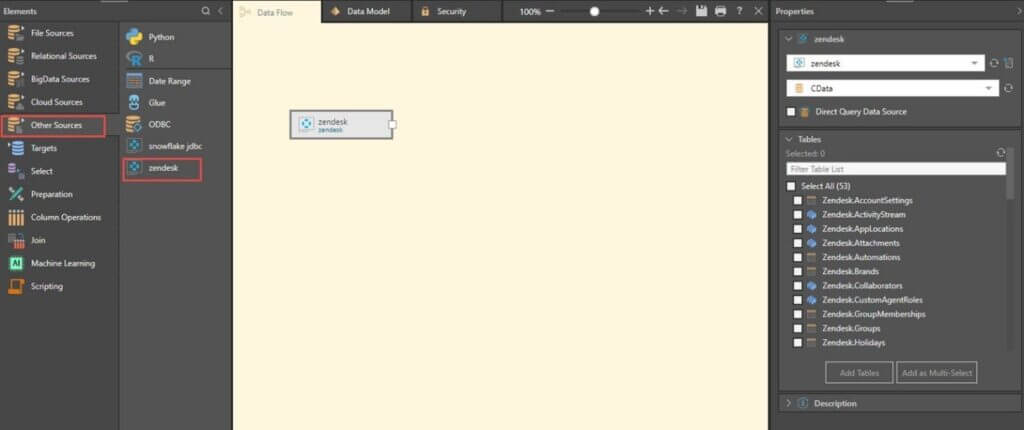 Elements
File Sources
Relational Sources
BigData Sources
Cloud Sources
Other Sources
Targets
Select
Preparation
Column Operations
Join
AI
Machine Learning
Scripting
Python
R
Date Range
Glue
ODBC
snowflake jdbc
zendesk
Data Flow
Data Model
Security
100%
?
zendesk
zendesk
Properties
zendesk
zendesk
CData
Direct Query Data Source
Tables
Selected: 0
Filter Table List
Select All (53)
Zendesk.AccountSettings
Zendesk.ActivityStream
Zendesk.AppLocations
Zendesk.Attachments
Zendesk.Automations
Zendesk.Brands
Zendesk.Collaborators
Zendesk.CustomAgentRoles
Zendesk.GroupMemberships
Zendesk.Groups
Zendesk.Holidays
Add Tables
Add as Multi-Select
Description